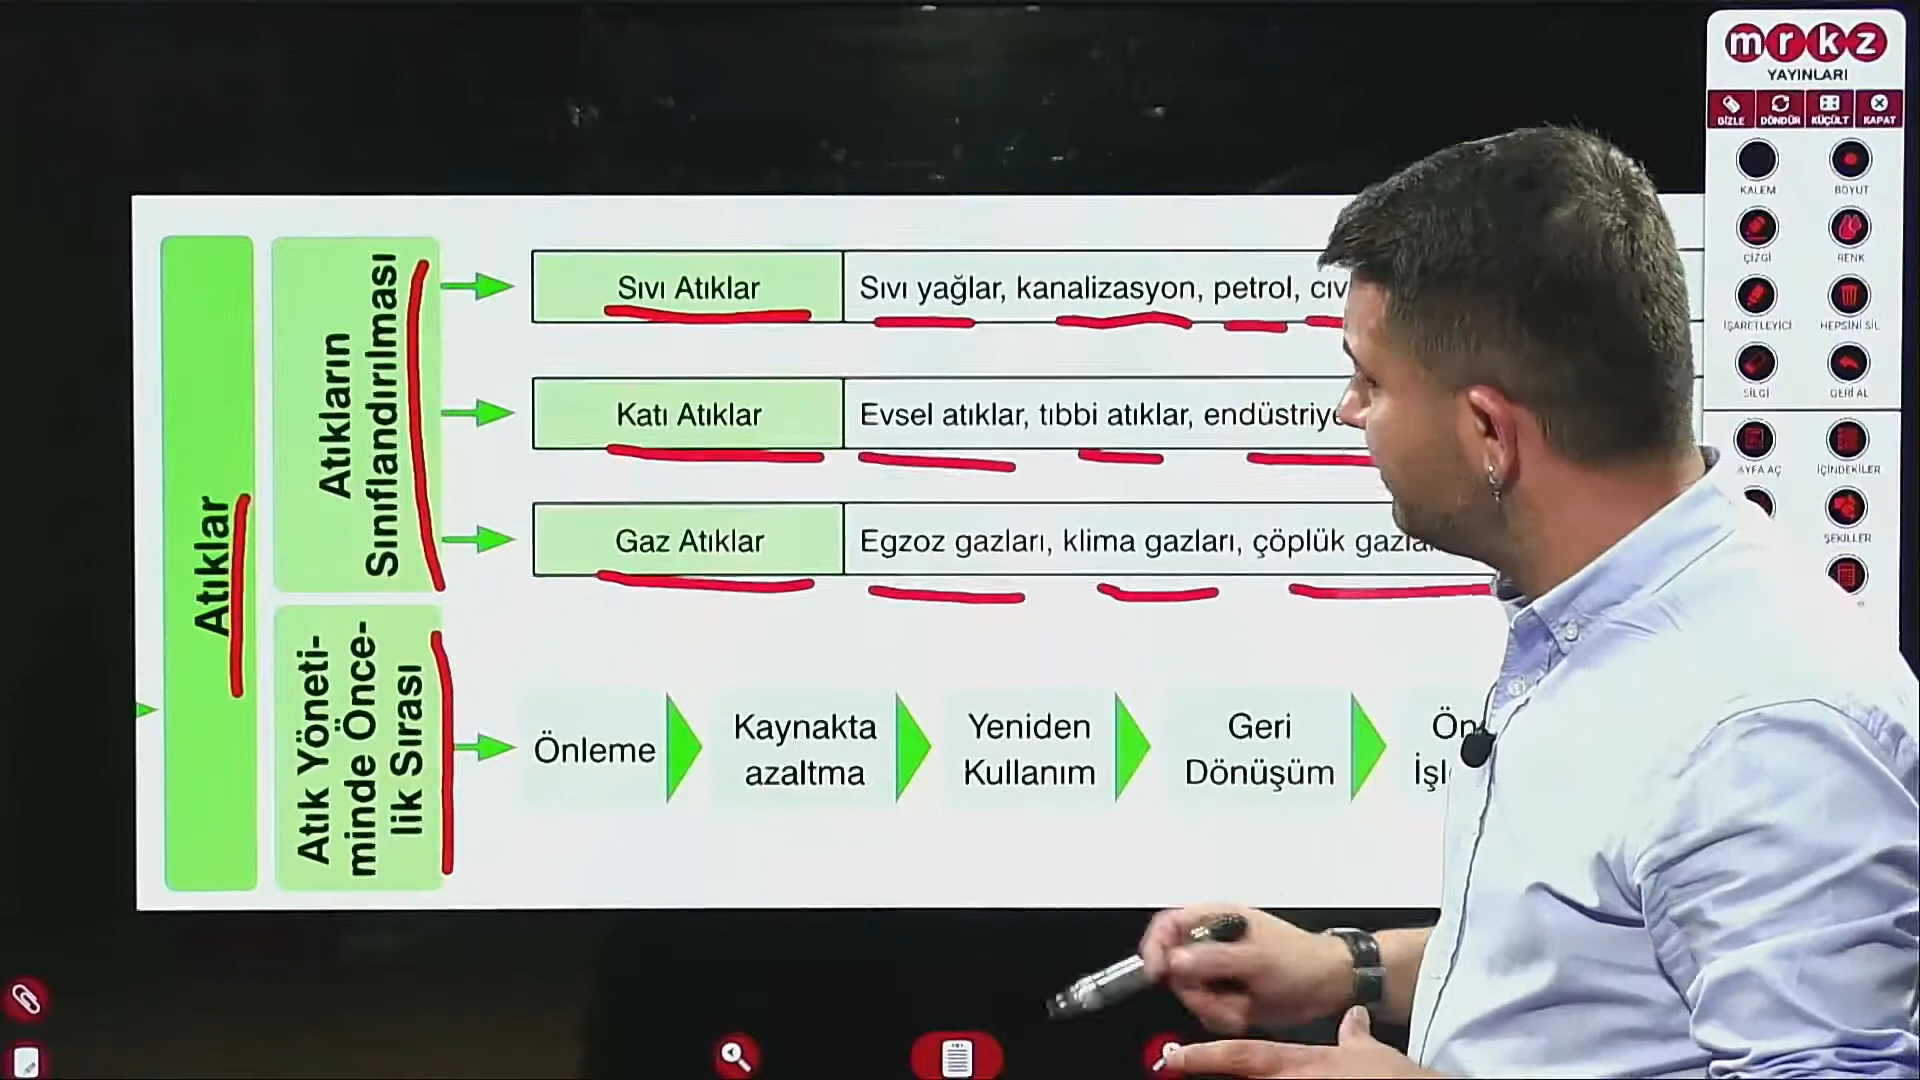 mrkz
YAYINLARI
GİZLE DÖNDÜR KÜÇÜLT KAPAT
KALEM BOYUT
ÇİZGİ RENK
İŞARETLEYİCİ HEPSİNİ SİL
SİLGİ GERİ AL
İÇİNDEKİLER
ŞEKİLLER
Atıklar
Atıkların
Sınıflandırılması
Sıvı Atıklar
Sıvı yağlar, kanalizasyon, petrol,
Katı Atıklar
Evsel atıklar, tıbbi atıklar,
Gaz Atıklar
Egzoz gazları, klima gazları, çöplük
Atık Yöneti-
minde Önce-
lik Sırası
Önleme
Kaynakta
azaltma
Yeniden
Kullanım
Geri
Dönüşüm